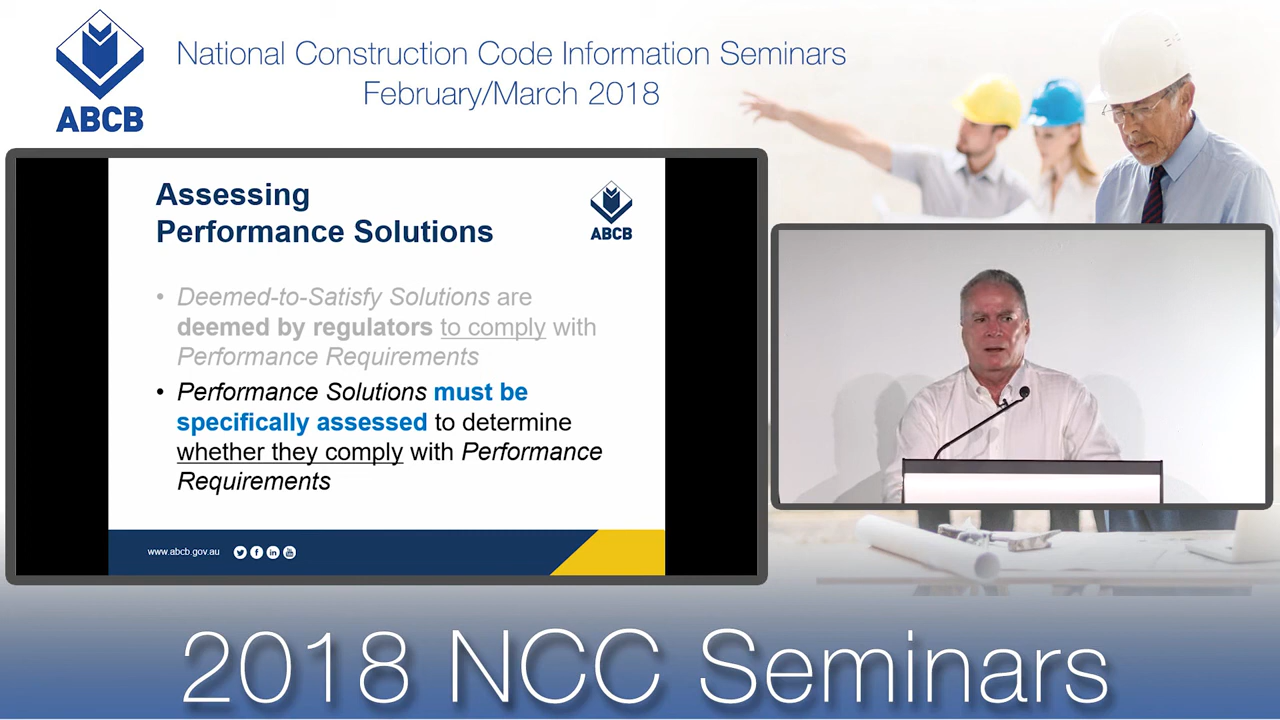 ABCB
National Construction Code Information Seminars
February/March 2018
Assessing
Performance Solutions
ABCB
• Deemed-to-Satisfy Solutions are
deemed by regulators to comply with
Performance Requirements
• Performance Solutions must be
specifically assessed to determine
whether they comply with Performance
Requirements
www.abcb.gov.au
2018 NCC Seminars